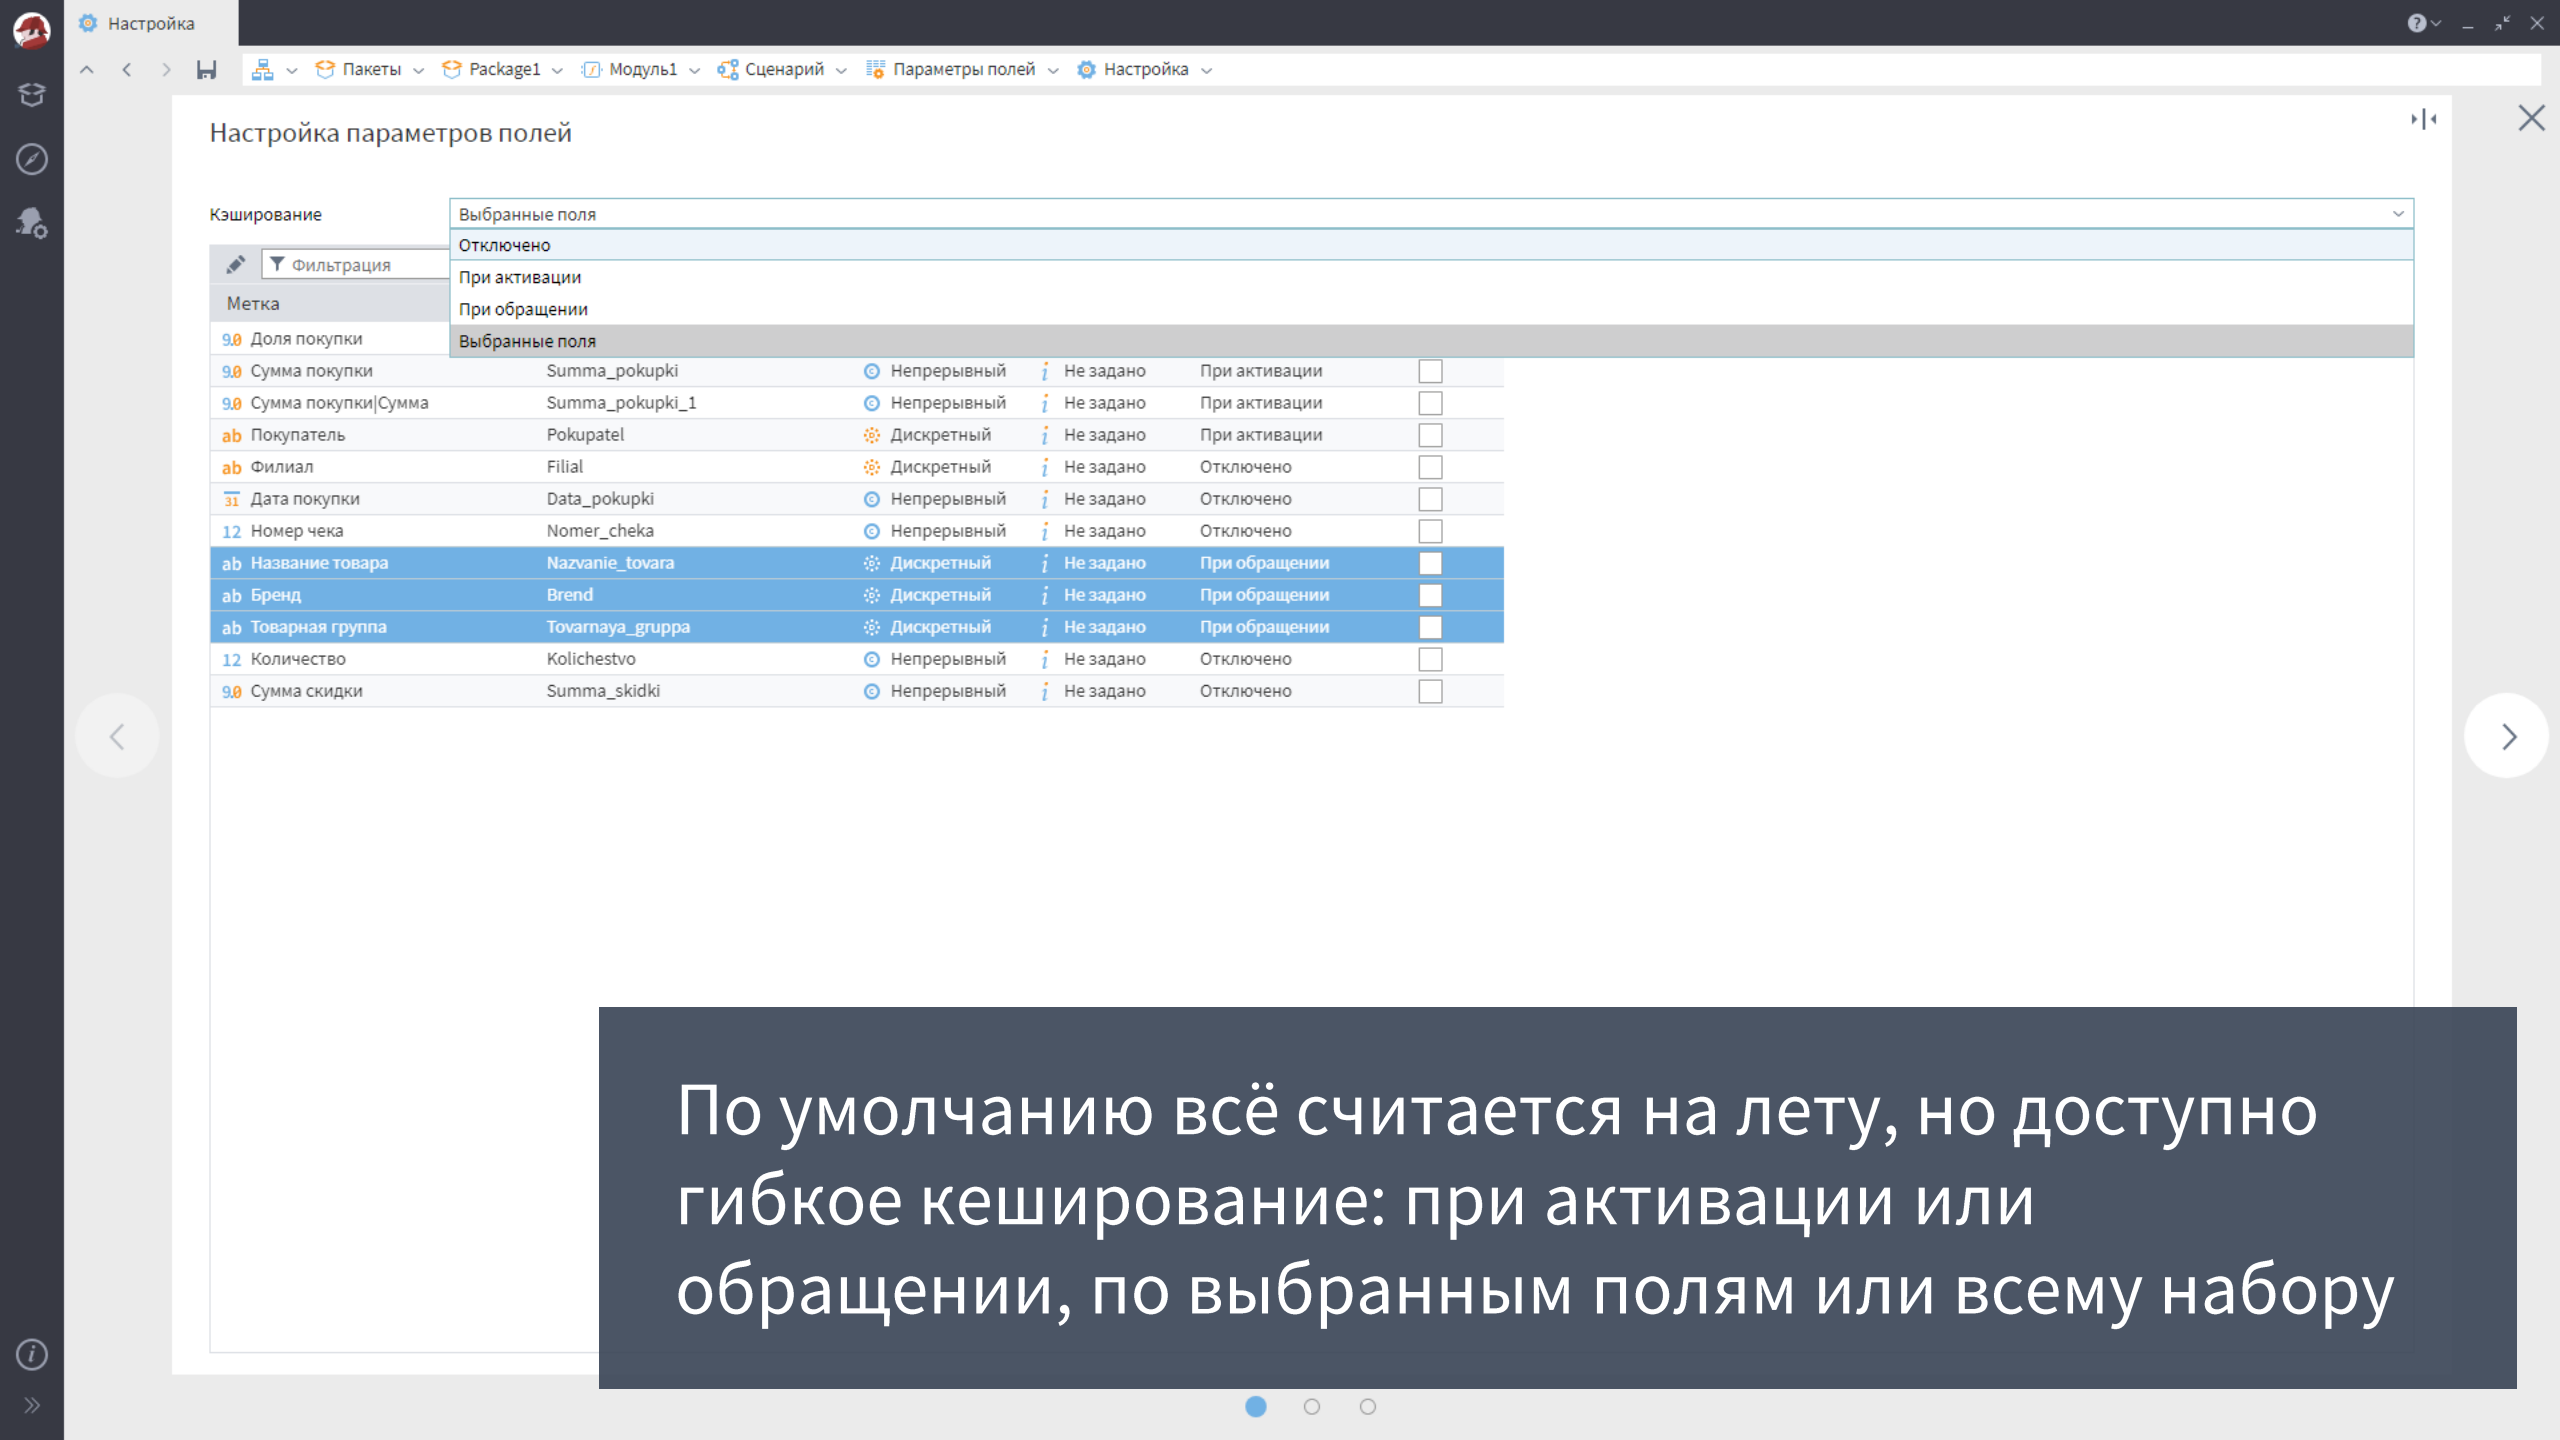 Настройка
Пакеты Package1 Модуль1 Сценарий Параметры полей Настройка
Настройка параметров полей
Кэширование Выбранные поля
Отключено
Фильтрация
При активации
Метка
При обращении
9.0 Доля покупки
Выбранные поля
9.0 Сумма покупки Summa_pokupki Непрерывный Не задано При активации
9.0 Сумма покупки|Сумма Summa_pokupki_1 Непрерывный Не задано При активации
ab Покупатель Pokupatel Дискретный Не задано При активации
ab Филиал Filial Дискретный Не задано Отключено
31 Дата покупки Data_pokupki Непрерывный Не задано Отключено
12 Номер чека Nomer_cheka Непрерывный Не задано Отключено
ab Название товара Nazvanie_tovara Дискретный Не задано При обращении
ab Бренд Brend Дискретный Не задано При обращении
ab Товарная группа Tovarnaya_gruppa Дискретный Не задано При обращении
12 Количество Kolichestvo Непрерывный Не задано Отключено
9.0 Сумма скидки Summa_skidki Непрерывный Не задано Отключено
По умолчанию всё считается на лету, но доступно
гибкое кеширование: при активации или
обращении, по выбранным полям или всему набору